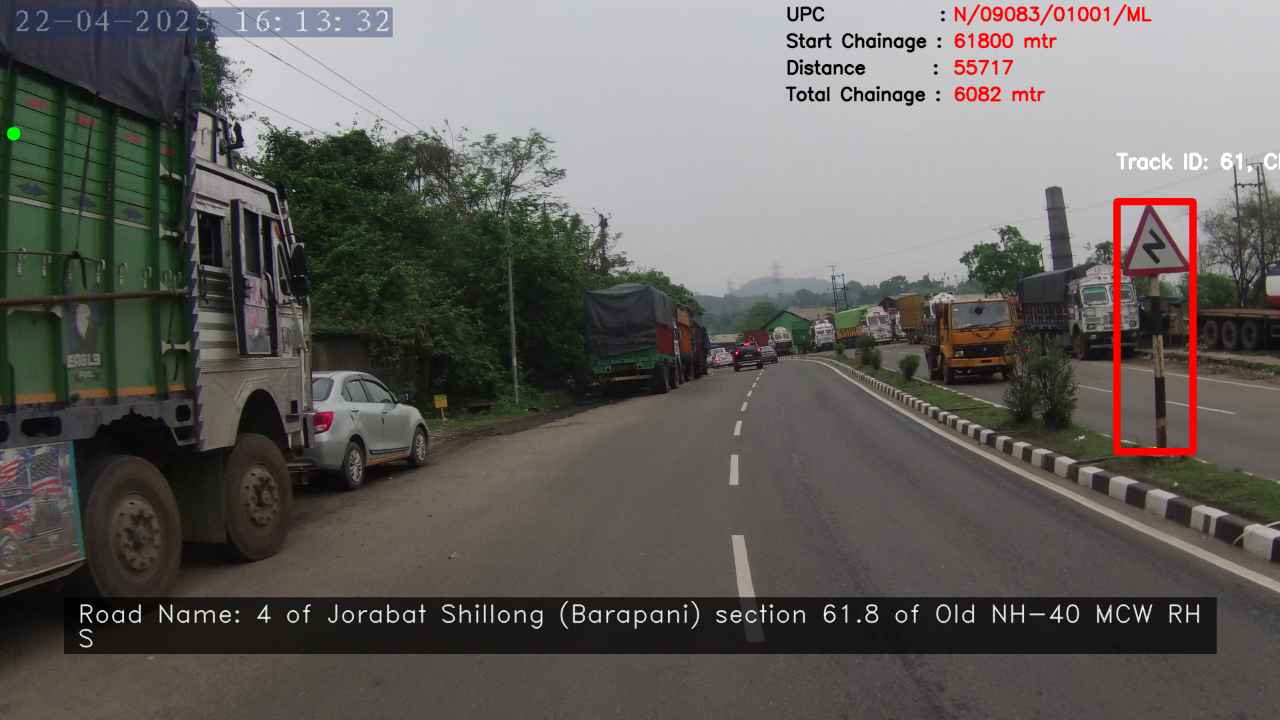 22-04-2025 16:13:32
UPC : N/09083/01001/ML
Start Chainage : 61800 mtr
Distance : 55717
Total Chainage : 6082 mtr
Track ID: 61, C
EAGL3
Road Name: 4 of Jorabat Shillong (Barapani) section 61.8 of Old NH-40 MCW RH
S